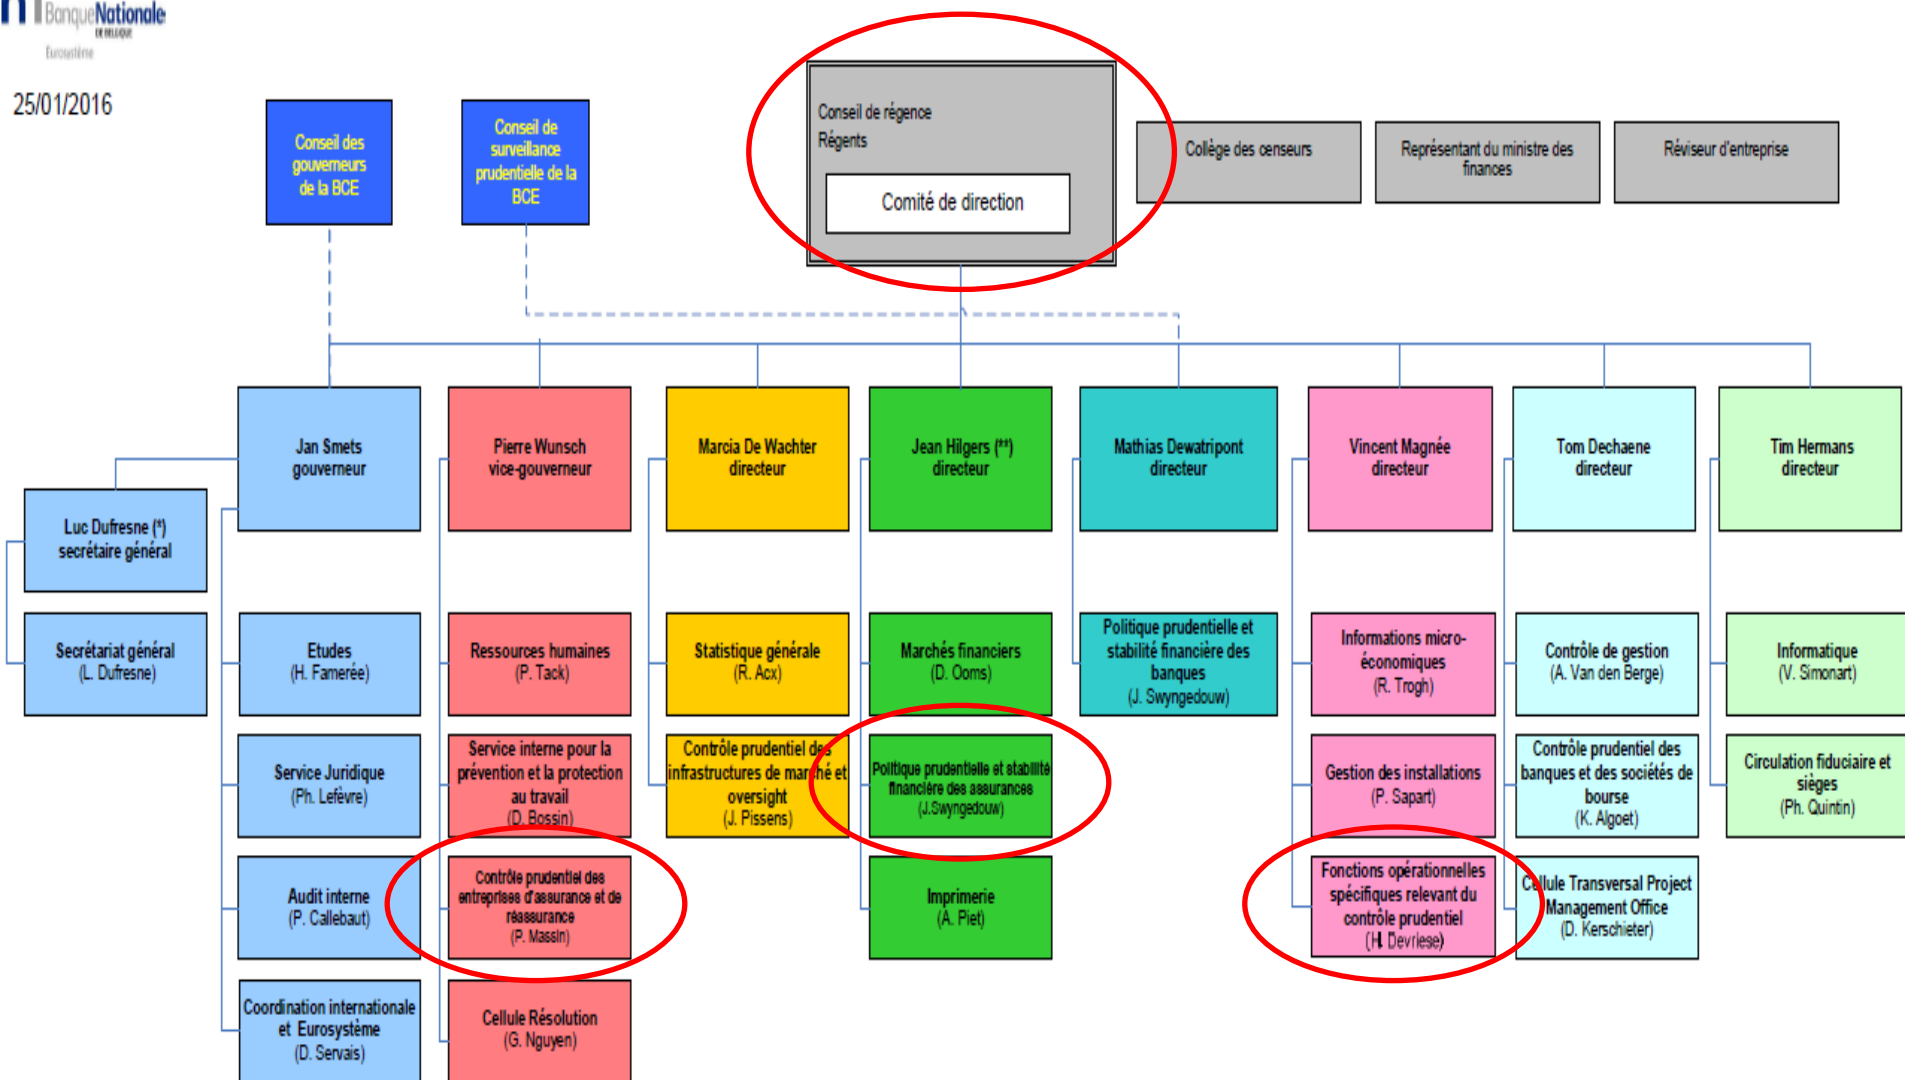 BanqueNationale
DE BELGIQUE
Eurosystème
25/01/2016
Conseil des
gouverneurs
de la BCE
Conseil de
surveillance
prudentielle de la
BCE
Conseil de régence
Régents
Comité de direction
Collège des censeurs
Représentant du ministre des
finances
Réviseur d'entreprise
Jan Smets
gouverneur
Pierre Wunsch
vice-gouverneur
Marcia De Wachter
directeur
Jean Hilgers (**)
directeur
Mathias Dewatripont
directeur
Vincent Magnée
directeur
Tom Dechaene
directeur
Tim Hermans
directeur
Luc Dufresne (*)
secrétaire général
Secrétariat général
(L. Dufresne)
Etudes
(H. Famerée)
Ressources humaines
(P. Tack)
Statistique générale
(R. Acx)
Marchés financiers
(D. Ooms)
Politique prudentielle et
stabilité financière des
banques
(J. Swyngedouw)
Informations micro-
économiques
(R. Trogh)
Contrôle de gestion
(A. Van den Berge)
Informatique
(V. Simonart)
Service Juridique
(Ph. Lefèvre)
Service interne pour la
prévention et la protection
au travail
(D. Bossin)
Contrôle prudentiel des
infrastructures de marché et
oversight
(J. Pissens)
Politique prudentielle et stabilité
financière des assurances
(J.Swyngedouw)
Gestion des installations
(P. Sapart)
Contrôle prudentiel des
banques et des sociétés de
bourse
(K. Algoet)
Circulation fiduciaire et
sièges
(Ph. Quintin)
Audit interne
(P. Callebaut)
Contrôle prudentiel des
entreprises d'assurance et de
réassurance
(P. Massin)
Imprimerie
(A. Piet)
Fonctions opérationnelles
spécifiques relevant du
contrôle prudentiel
(H. Devriese)
Cellule Transversal Project
Management Office
(D. Kerschieter)
Coordination internationale
et Eurosystème
(D. Servais)
Cellule Résolution
(G. Nguyen)